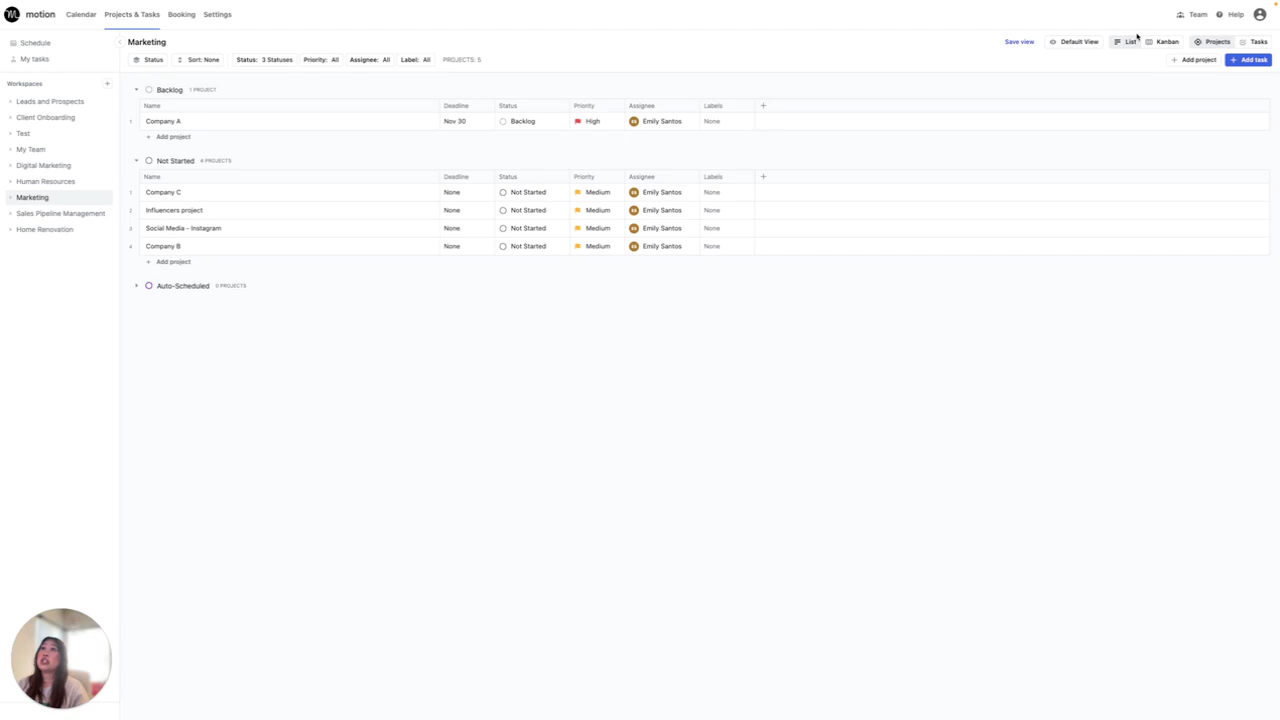 motion Calendar Projects & Tasks Booking Settings Team Help
Schedule
My tasks
Workspaces
Leads and Prospects
Client Onboarding
Test
My Team
Digital Marketing
Human Resources
Marketing
Sales Pipeline Management
Home Renovation
Marketing Save view Default View List Kanban Projects Tasks
Status Sort: None Status: 3 Statuses Priority: All Assignee: All Label: All PROJECTS: 5 + Add project + Add task
Backlog 1 PROJECT
Name Deadline Status Priority Assignee Labels +
1 Company A Nov 30 Backlog High ES Emily Santos None
+ Add project
Not Started 4 PROJECTS
Name Deadline Status Priority Assignee Labels +
1 Company C None Not Started Medium ES Emily Santos None
2 Influencers project None Not Started Medium ES Emily Santos None
3 Social Media - Instagram None Not Started Medium ES Emily Santos None
4 Company B None Not Started Medium ES Emily Santos None
+ Add project
Auto-Scheduled 0 PROJECTS